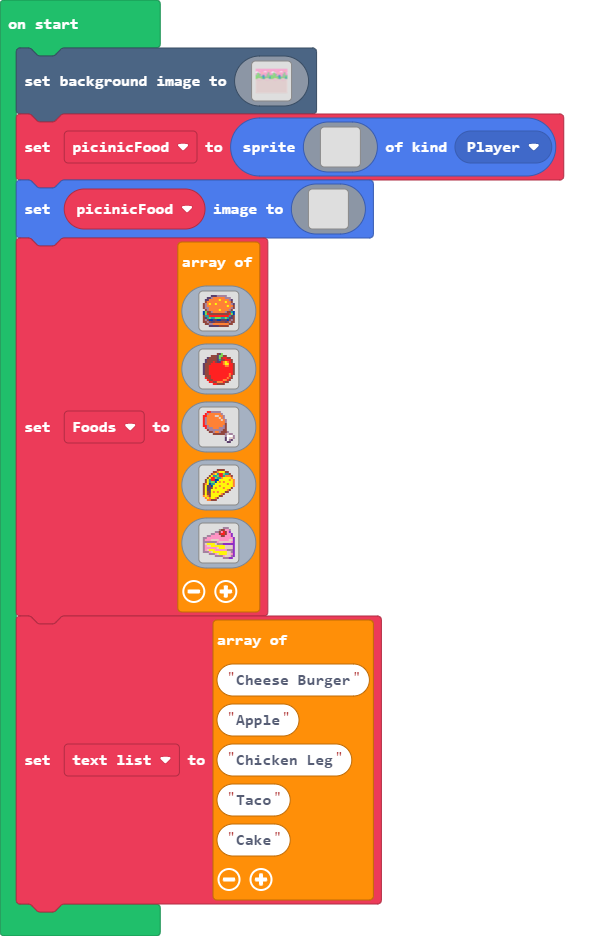 on start
set background image to
set picinicFood to sprite of kind Player
set picinicFood image to
array of
set Foods to
array of
"Cheese Burger"
"Apple"
set text list to "Chicken Leg"
"Taco"
"Cake"